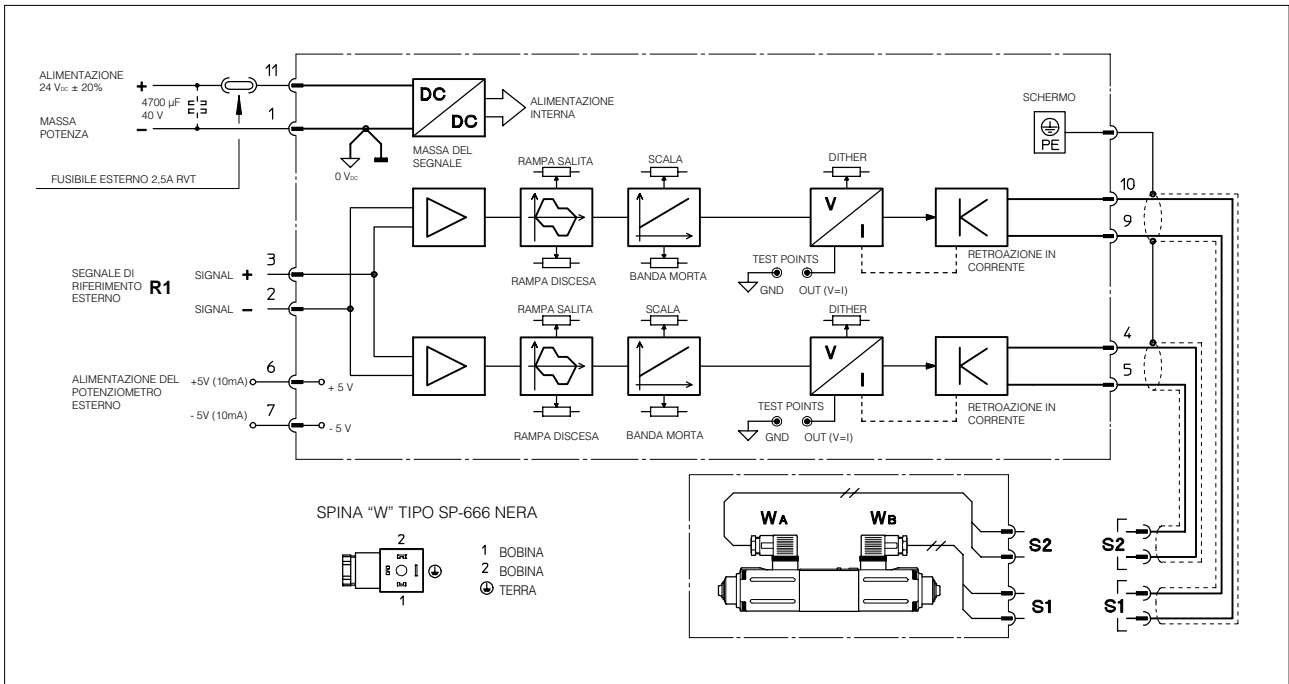 ALIMENTAZIONE
24 VDC ± 20%
+
4700 µF
40 V
11
MASSA
POTENZA
-
1
0 VDC
FUSIBILE ESTERNO 2,5A RVT
DC
DC
ALIMENTAZIONE
INTERNA
MASSA DEL
SEGNALE
SCHERMO
PE
RAMPA SALITA
SCALA
DITHER
V
I
RAMPA DISCESA
BANDA MORTA
TEST POINTS
GND
OUT (V=I)
RETROAZIONE IN
CORRENTE
10
9
SEGNALE DI
RIFERIMENTO
ESTERNO
R1
SIGNAL +
3
SIGNAL -
2
RAMPA SALITA
SCALA
DITHER
V
I
RAMPA DISCESA
BANDA MORTA
TEST POINTS
GND
OUT (V=I)
RETROAZIONE IN
CORRENTE
4
5
ALIMENTAZIONE DEL
POTENZIOMETRO
ESTERNO
+5V (10mA)
6
+ 5 V
- 5V (10mA)
7
- 5 V
SPINA “W” TIPO SP-666 NERA
2
1
1 BOBINA
2 BOBINA
TERRA
WA
WB
S2
S1
S2
S1